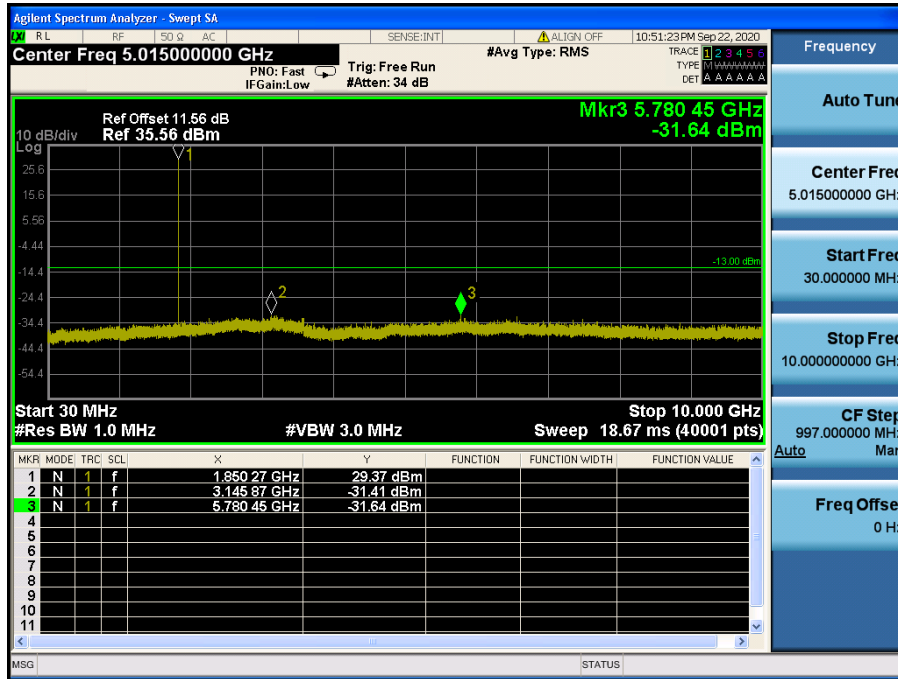 Agilent Spectrum Analyzer - Swept SA
LXI RL RF 50 Ω AC SENSE:INT ALIGN OFF 10:51:23 PM Sep 22, 2020
Center Freq 5.015000000 GHz
PNO: Fast
IFGain:Low
Trig: Free Run
#Atten: 34 dB
#Avg Type: RMS
TRACE 1 2 3 4 5 6
TYPE M
DET A A A A A A
Mkr3 5.780 45 GHz
-31.64 dBm
Ref Offset 11.56 dB
10 dB/div Ref 35.56 dBm
Log
1
25.6
15.6
5.56
-4.44
-13.00 dBm
-14.4
-24.4
2
3
-34.4
-44.4
-54.4
Start 30 MHz Stop 10.000 GHz
#Res BW 1.0 MHz #VBW 3.0 MHz Sweep 18.67 ms (40001 pts)
MKR MODE TRC SCL X Y FUNCTION FUNCTION WIDTH FUNCTION VALUE
1 N 1 f 1.850 27 GHz 29.37 dBm
2 N 1 f 3.145 87 GHz -31.41 dBm
3 N 1 f 5.780 45 GHz -31.64 dBm
4
5
6
7
8
9
10
11
MSG STATUS
Frequency
Auto Tune
Center Freq
5.015000000 GHz
Start Freq
30.000000 MHz
Stop Freq
10.000000000 GHz
CF Step
997.000000 MHz
Auto Man
Freq Offset
0 Hz